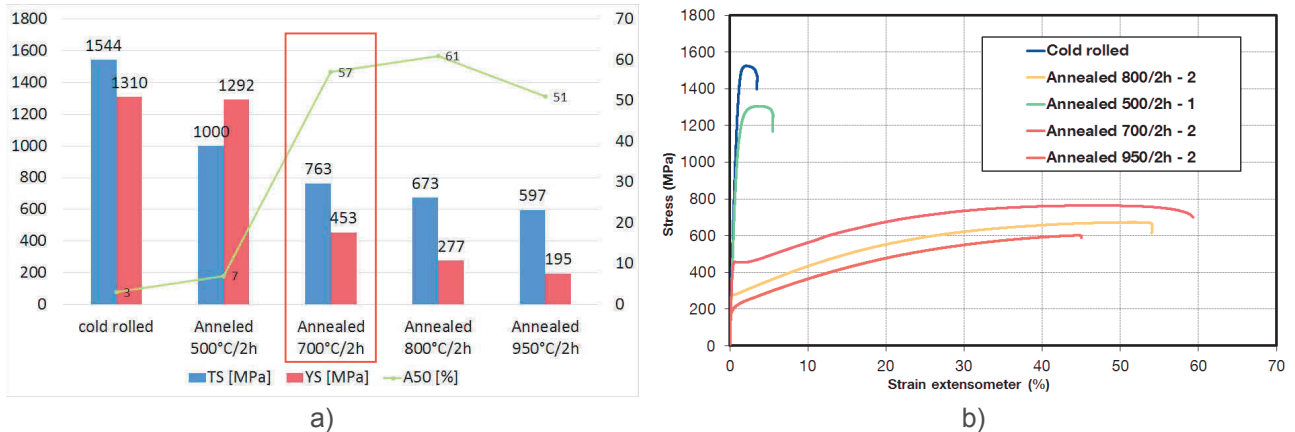 1800
1600
1400
1200
1000
800
600
400
200
0
1544
1310
1000
1292
763
453
673
277
597
195
3
7
57
61
51
70
60
50
40
30
20
10
0
cold rolled
Anneled
500°C/2h
Annealed
700°C/2h
Annealed
800°C/2h
Annealed
950°C/2h
TS [MPa] YS [MPa] A50 [%]
a)
Stress (MPa)
1800
1600
1400
1200
1800
800
600
400
200
0
Cold rolled
Annealed 800/2h - 2
Annealed 500/2h - 1
Annealed 700/2h - 2
Annealed 950/2h - 2
0 10 20 30 40 50 60 70
Strain extensometer (%)
b)